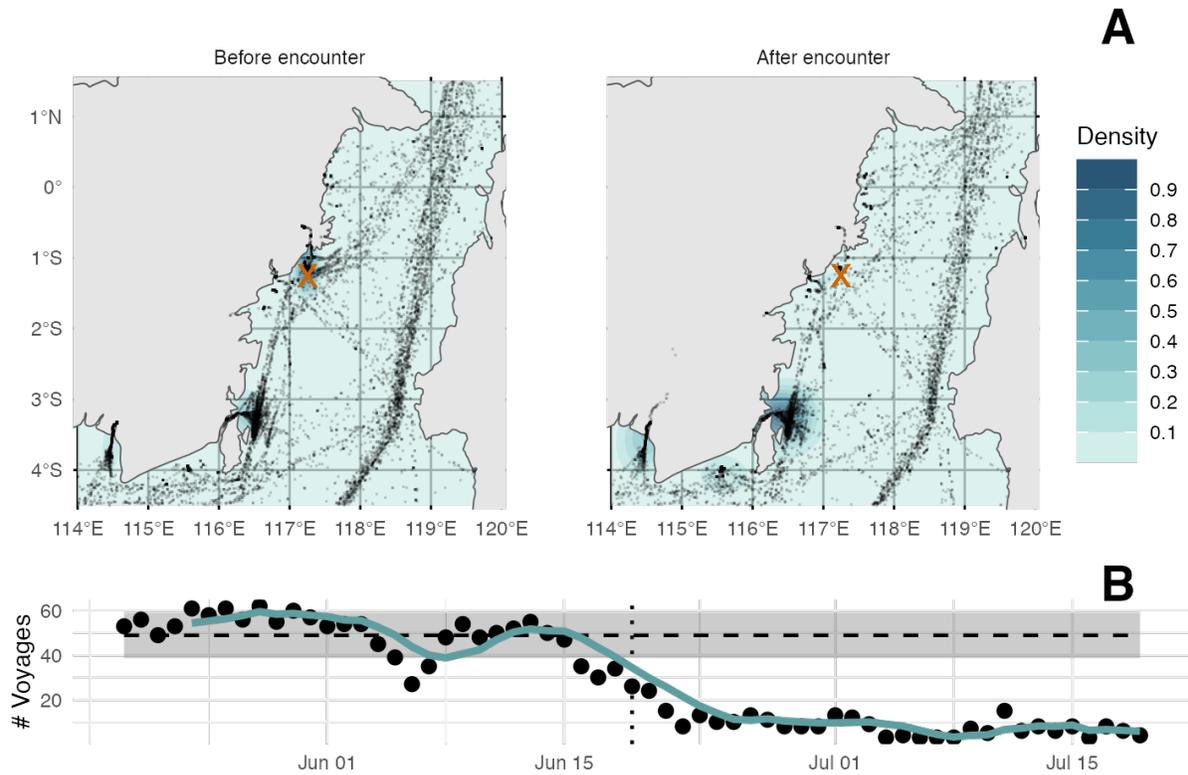 A
Before encounter
After encounter
1°N
0°
1°S
2°S
3°S
4°S
114°E 115°E 116°E 117°E 118°E 119°E 120°E
114°E 115°E 116°E 117°E 118°E 119°E 120°E
Density
0.9
0.8
0.7
0.6
0.5
0.4
0.3
0.2
0.1
X
X
B
# Voyages
60
40
20
Jun 01
Jun 15
Jul 01
Jul 15